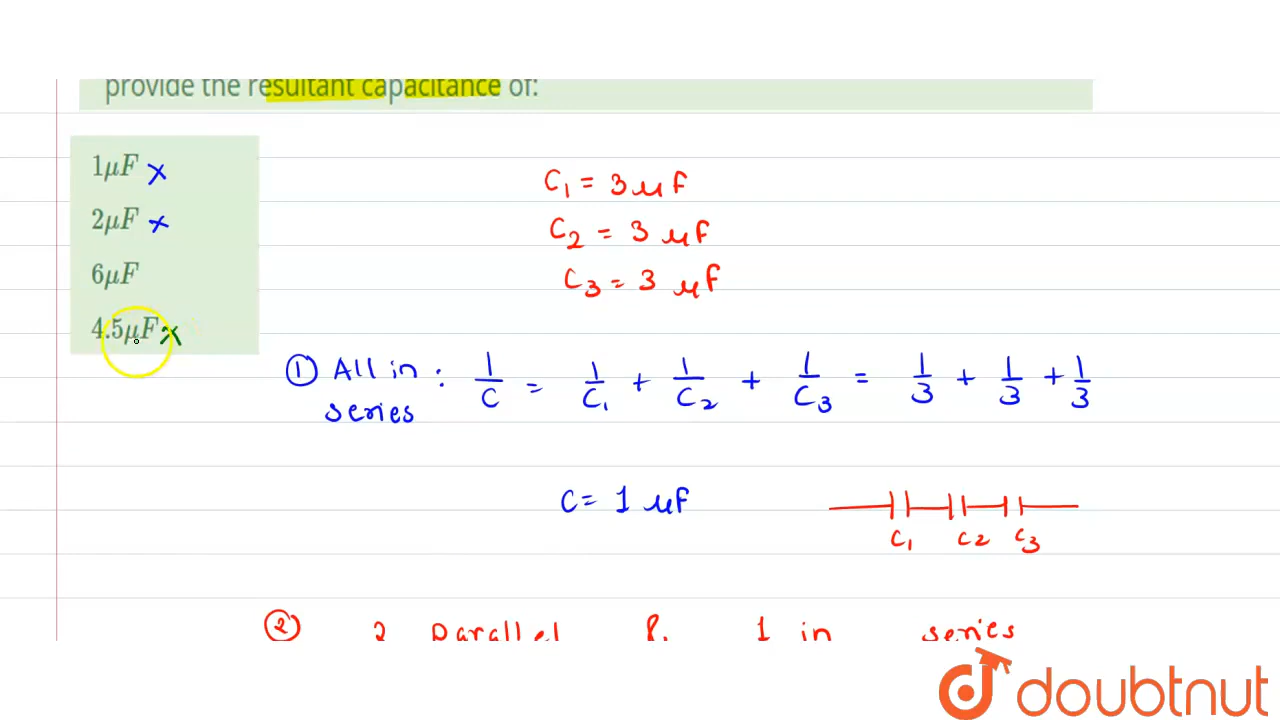 provide the resultant capacitance of:
1μF ×
2μF ×
6μF
4.5μF ×
C₁ = 3 μF
C₂ = 3 μF
C₃ = 3 μF
① All in series : 1/C = 1/C₁ + 1/C₂ + 1/C₃ = 1/3 + 1/3 + 1/3
C = 1 μF
C₁ C₂ C₃
② 2 Parallel & 1 in series
doubtnut